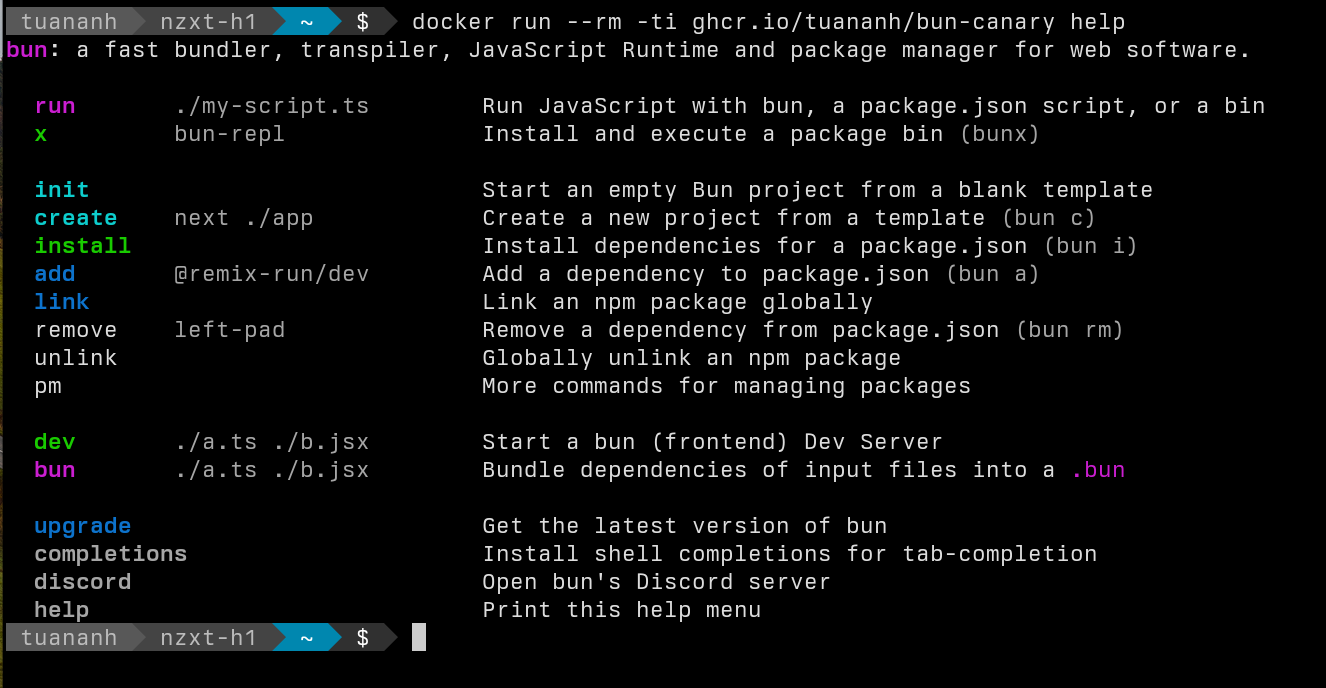 tuananh nzxt-h1 ~ $ docker run --rm -ti ghcr.io/tuananh/bun-canary help
bun: a fast bundler, transpiler, JavaScript Runtime and package manager for web software.
run ./my-script.ts Run JavaScript with bun, a package.json script, or a bin
x bun-repl Install and execute a package bin (bunx)
init Start an empty Bun project from a blank template
create next ./app Create a new project from a template (bun c)
install Install dependencies for a package.json (bun i)
add @remix-run/dev Add a dependency to package.json (bun a)
link Link an npm package globally
remove left-pad Remove a dependency from package.json (bun rm)
unlink Globally unlink an npm package
pm More commands for managing packages
dev ./a.ts ./b.jsx Start a bun (frontend) Dev Server
bun ./a.ts ./b.jsx Bundle dependencies of input files into a .bun
upgrade Get the latest version of bun
completions Install shell completions for tab-completion
discord Open bun's Discord server
help Print this help menu
tuananh nzxt-h1 ~ $